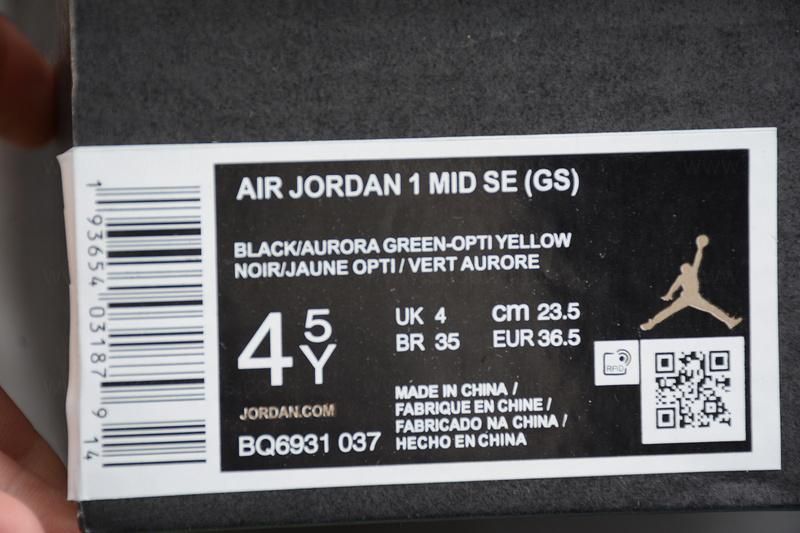 AIR JORDAN 1 MID SE (GS)
BLACK/AURORA GREEN-OPTI YELLOW
NOIR/JAUNE OPTI / VERT AURORE
4 5Y
UK 4
BR 35
cm 23.5
EUR 36.5
JORDAN.COM
BQ6931 037
MADE IN CHINA /
FABRIQUE EN CHINE /
FABRICADO NA CHINA /
HECHO EN CHINA
RFID
1 93654 03187 9 14